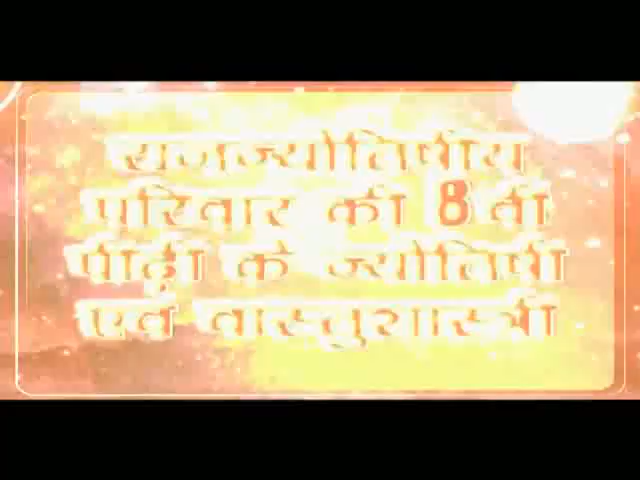 राजज्योतिषीय
परिवार की 8 वी
पीढ़ी के ज्योतिषी
एवं वास्तुशास्त्री